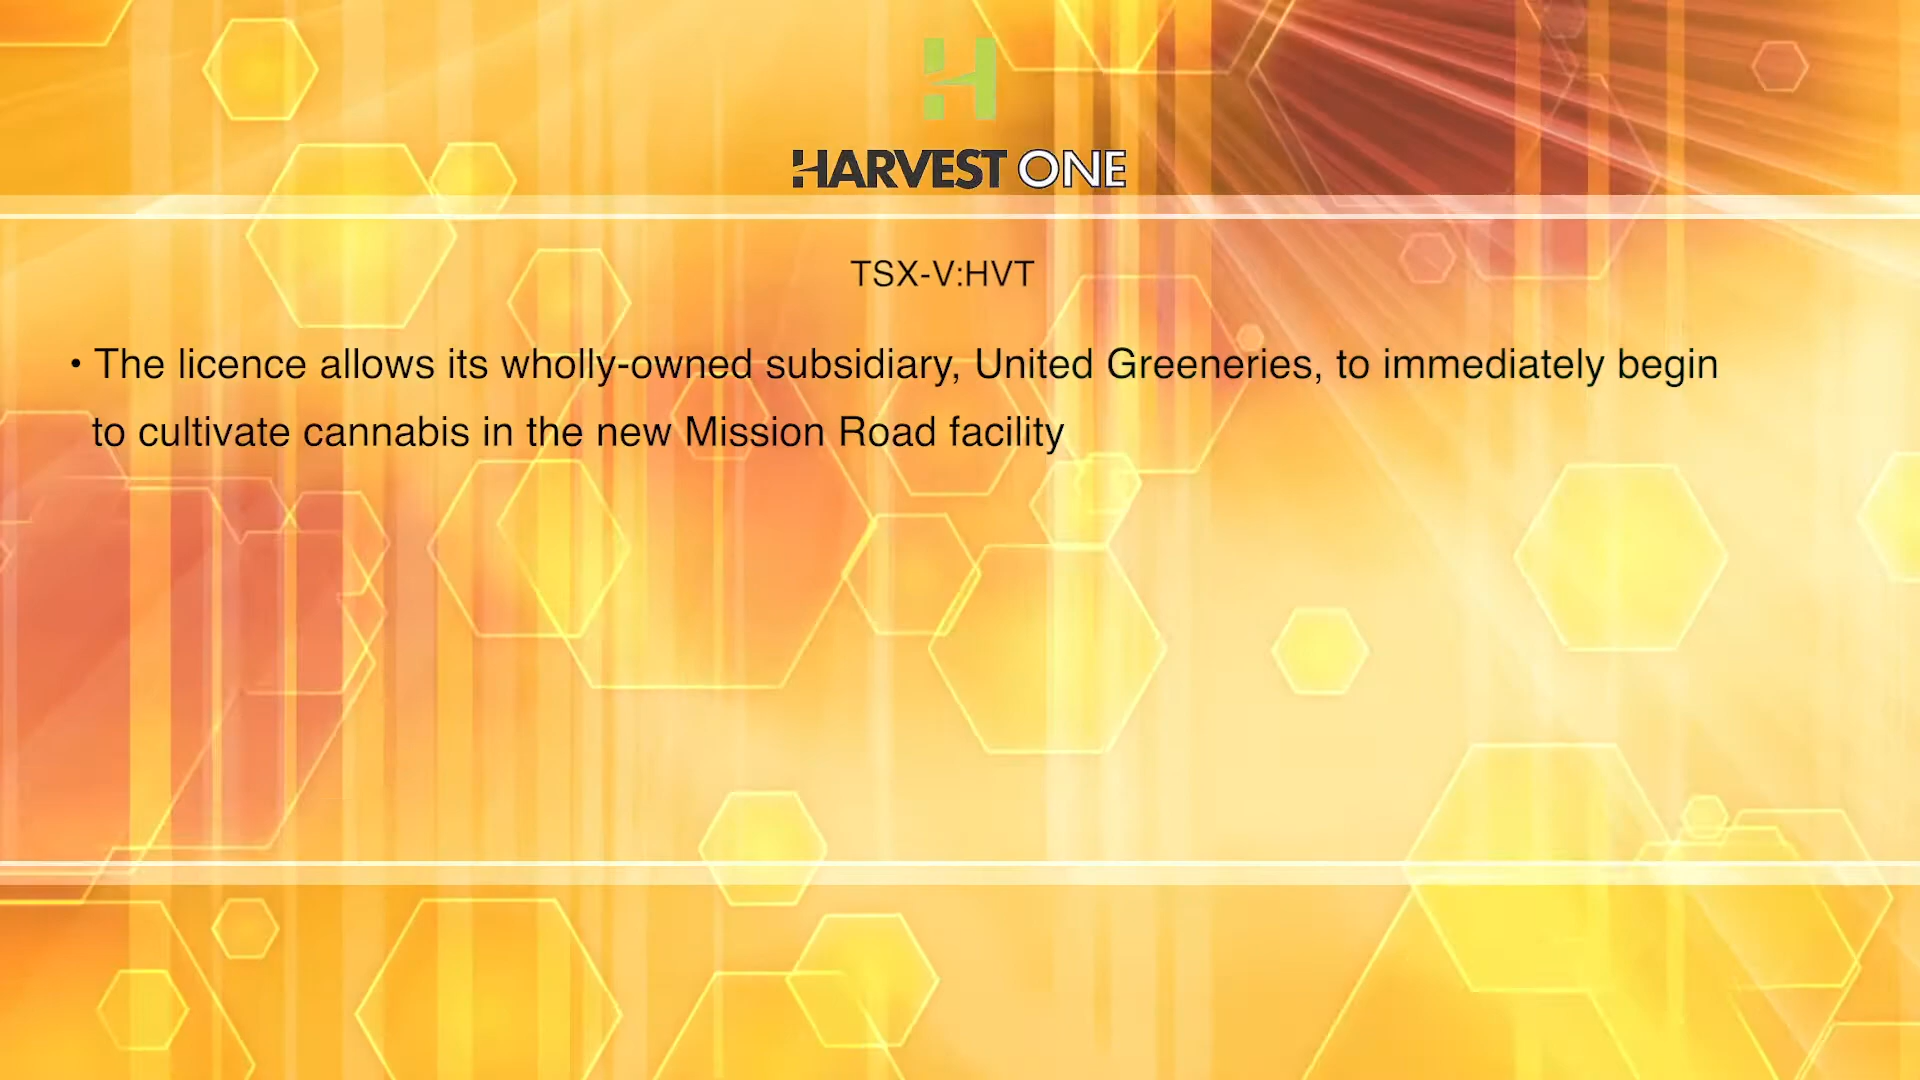 HARVEST ONE
TSX-V:HVT
• The licence allows its wholly-owned subsidiary, United Greeneries, to immediately begin
to cultivate cannabis in the new Mission Road facility